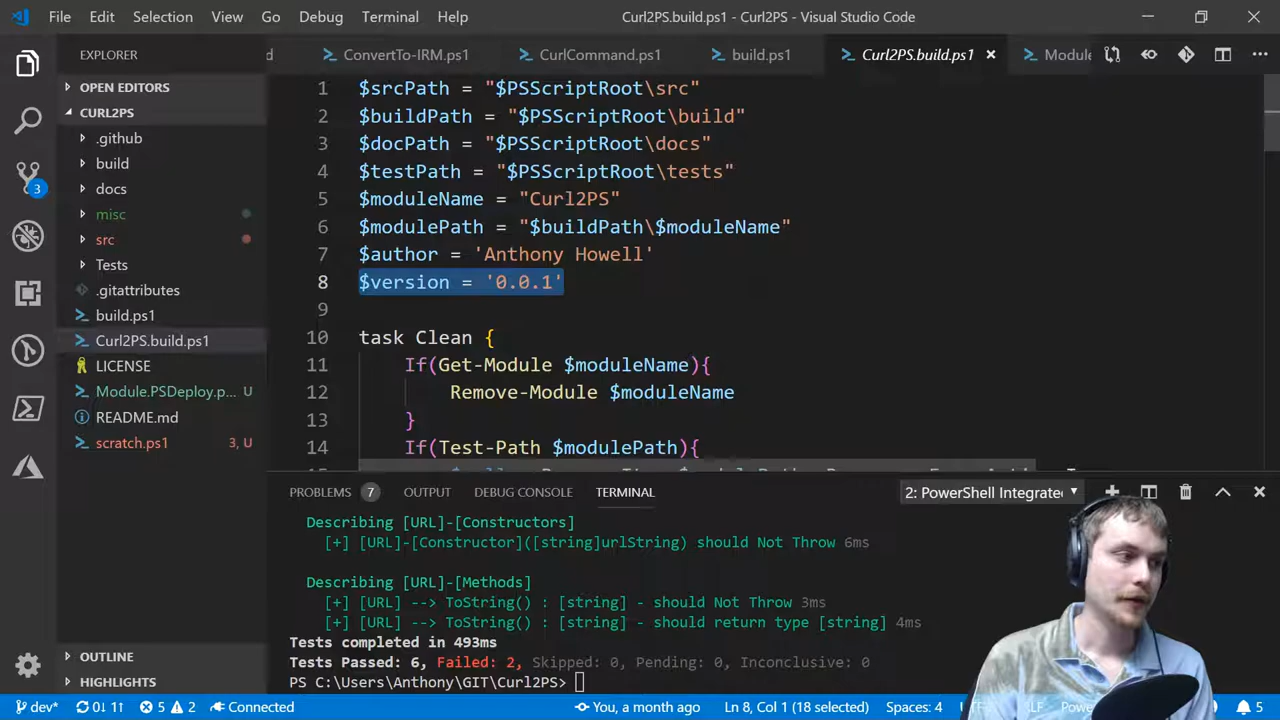 File Edit Selection View Go Debug Terminal Help Curl2PS.build.ps1 - Curl2PS - Visual Studio Code
EXPLORER
OPEN EDITORS
CURL2PS
.github
build
docs
misc
src
Tests
.gitattributes
build.ps1
Curl2PS.build.ps1
LICENSE
Module.PSDeploy.p... U
README.md
scratch.ps1 3, U
OUTLINE
HIGHLIGHTS
3
d ConvertTo-IRM.ps1 CurlCommand.ps1 build.ps1 Curl2PS.build.ps1 Module
1 $srcPath = "$PSScriptRoot\src"
2 $buildPath = "$PSScriptRoot\build"
3 $docPath = "$PSScriptRoot\docs"
4 $testPath = "$PSScriptRoot\tests"
5 $moduleName = "Curl2PS"
6 $modulePath = "$buildPath\$moduleName"
7 $author = 'Anthony Howell'
8 $version = '0.0.1'
9
10 task Clean {
11 If(Get-Module $moduleName){
12 Remove-Module $moduleName
13 }
14 If(Test-Path $modulePath){
PROBLEMS 7 OUTPUT DEBUG CONSOLE TERMINAL 2: PowerShell Integrate
Describing [URL]-[Constructors]
[+] [URL]-[Constructor]([string]urlString) should Not Throw 6ms
Describing [URL]-[Methods]
[+] [URL] --> ToString() : [string] - should Not Throw 3ms
[+] [URL] --> ToString() : [string] - should return type [string] 4ms
Tests completed in 493ms
Tests Passed: 6, Failed: 2, Skipped: 0, Pending: 0, Inconclusive: 0
PS C:\Users\Anthony\GIT\Curl2PS>
dev* 0↓ 1↑ 5 2 Connected You, a month ago Ln 8, Col 1 (18 selected) Spaces: 4 5